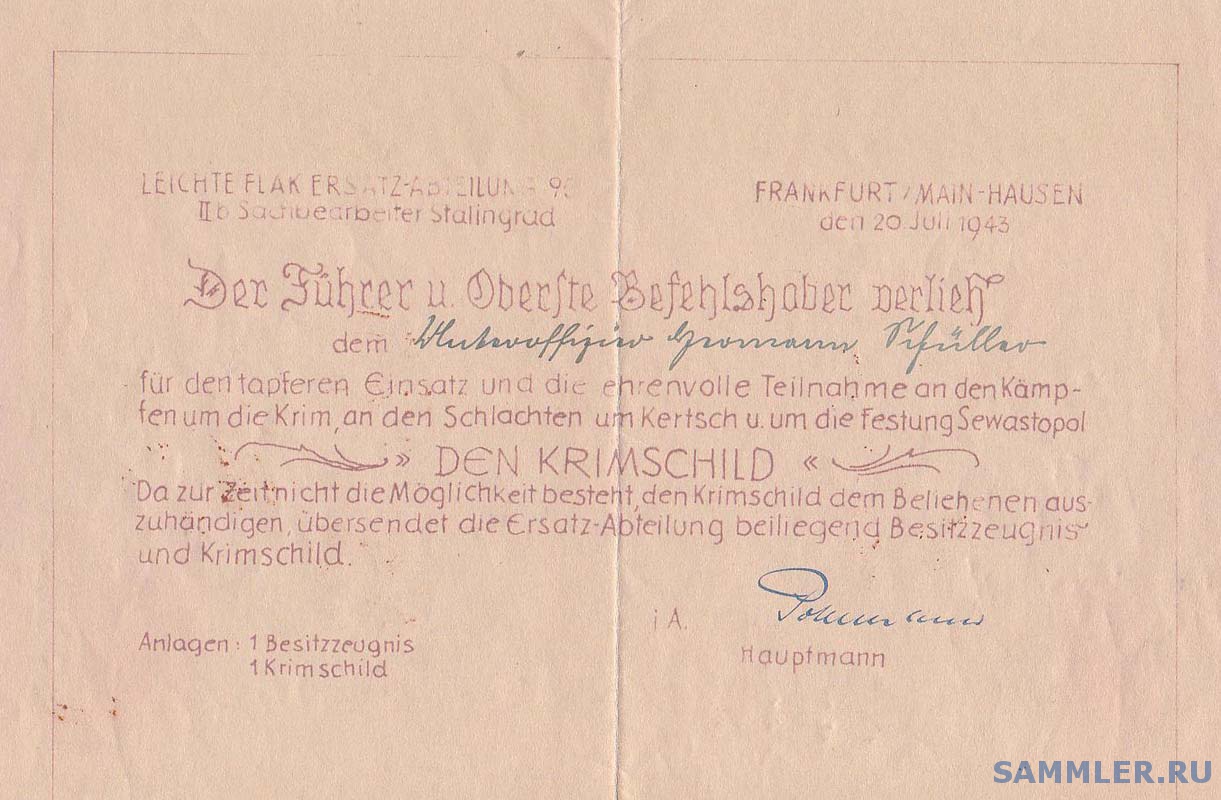 LEICHTE FLAK ERSATZ-ABTEILUNG 96
IIb Sachbearbeiter Stalingrad
FRANKFURT/MAIN-HAUSEN
den 20. Juli 1943
Der Führer u. Oberste Befehlshaber verlieh
dem Unteroffizier Hermann Schüller
für den tapferen Einsatz und die ehrenvolle Teilnahme an den Kämp-
fen um die Krim, an den Schlachten um Kertsch u. um die Festung Sewastopol
» DEN KRIMSCHILD «
Da zur Zeit nicht die Möglichkeit besteht, den Krimschild dem Beliehenen aus-
zuhändigen, übersendet die Ersatz-Abteilung beiliegend Besitzzeugnis
und Krimschild.
i A.
Hauptmann
Anlagen: 1 Besitzzeugnis
1 Krimschild
SAMMLER.RU